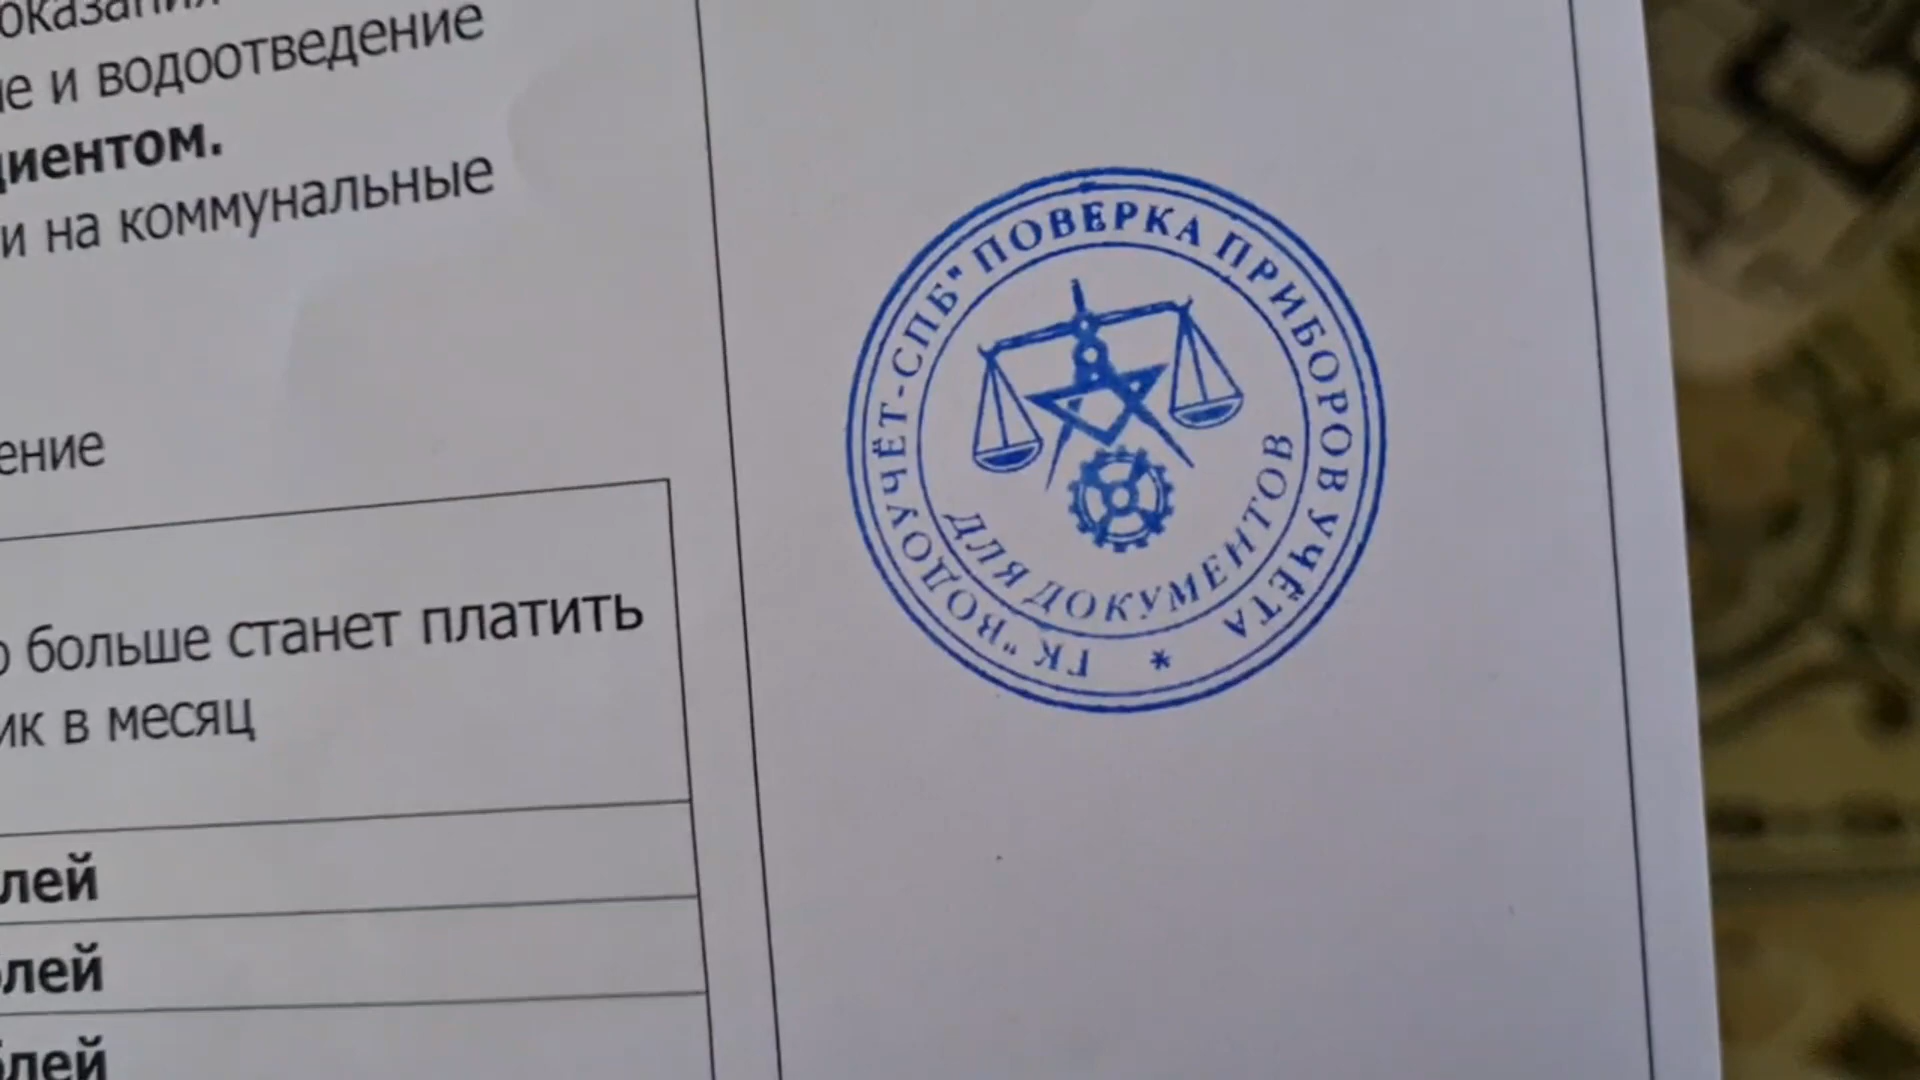 е и водоотведение
циентом.
и на коммунальные
ение
больше станет платить
ик в месяц
лей
лей
блей
ГК "ВОДОУЧЁТ-СПБ" ПОВЕРКА ПРИБОРОВ УЧЁТА *
ДЛЯ ДОКУМЕНТОВ